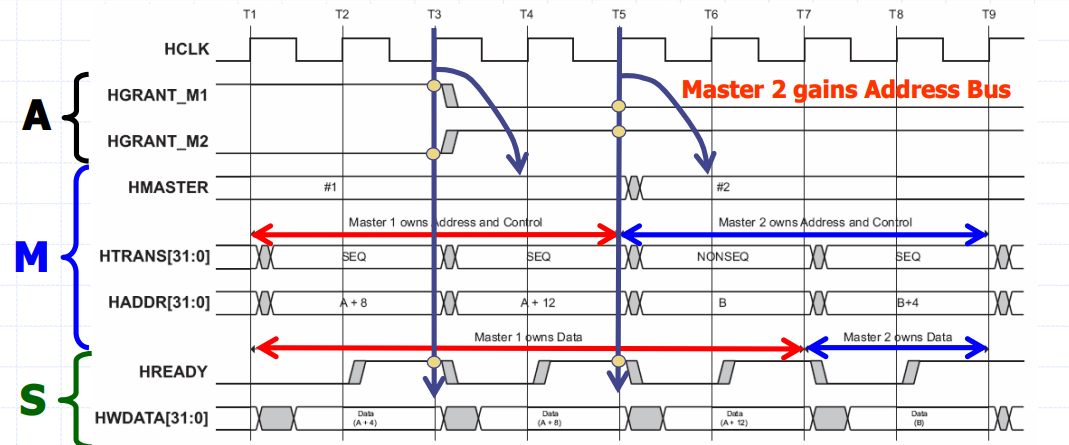 T1 T2 T3 T4 T5 T6 T7 T8 T9
HCLK
Master 2 gains Address Bus
A
HGRANT_M1
HGRANT_M2
HMASTER #1 #2
Master 1 owns Address and Control Master 2 owns Address and Control
M
HTRANS[31:0] SEQ SEQ NONSEQ SEQ
HADDR[31:0] A + 8 A + 12 B B+4
Master 1 owns Data Master 2 owns Data
HREADY
S
HWDATA[31:0] Data Data Data Data
(A + 4) (A + 8) (A + 12) (B)